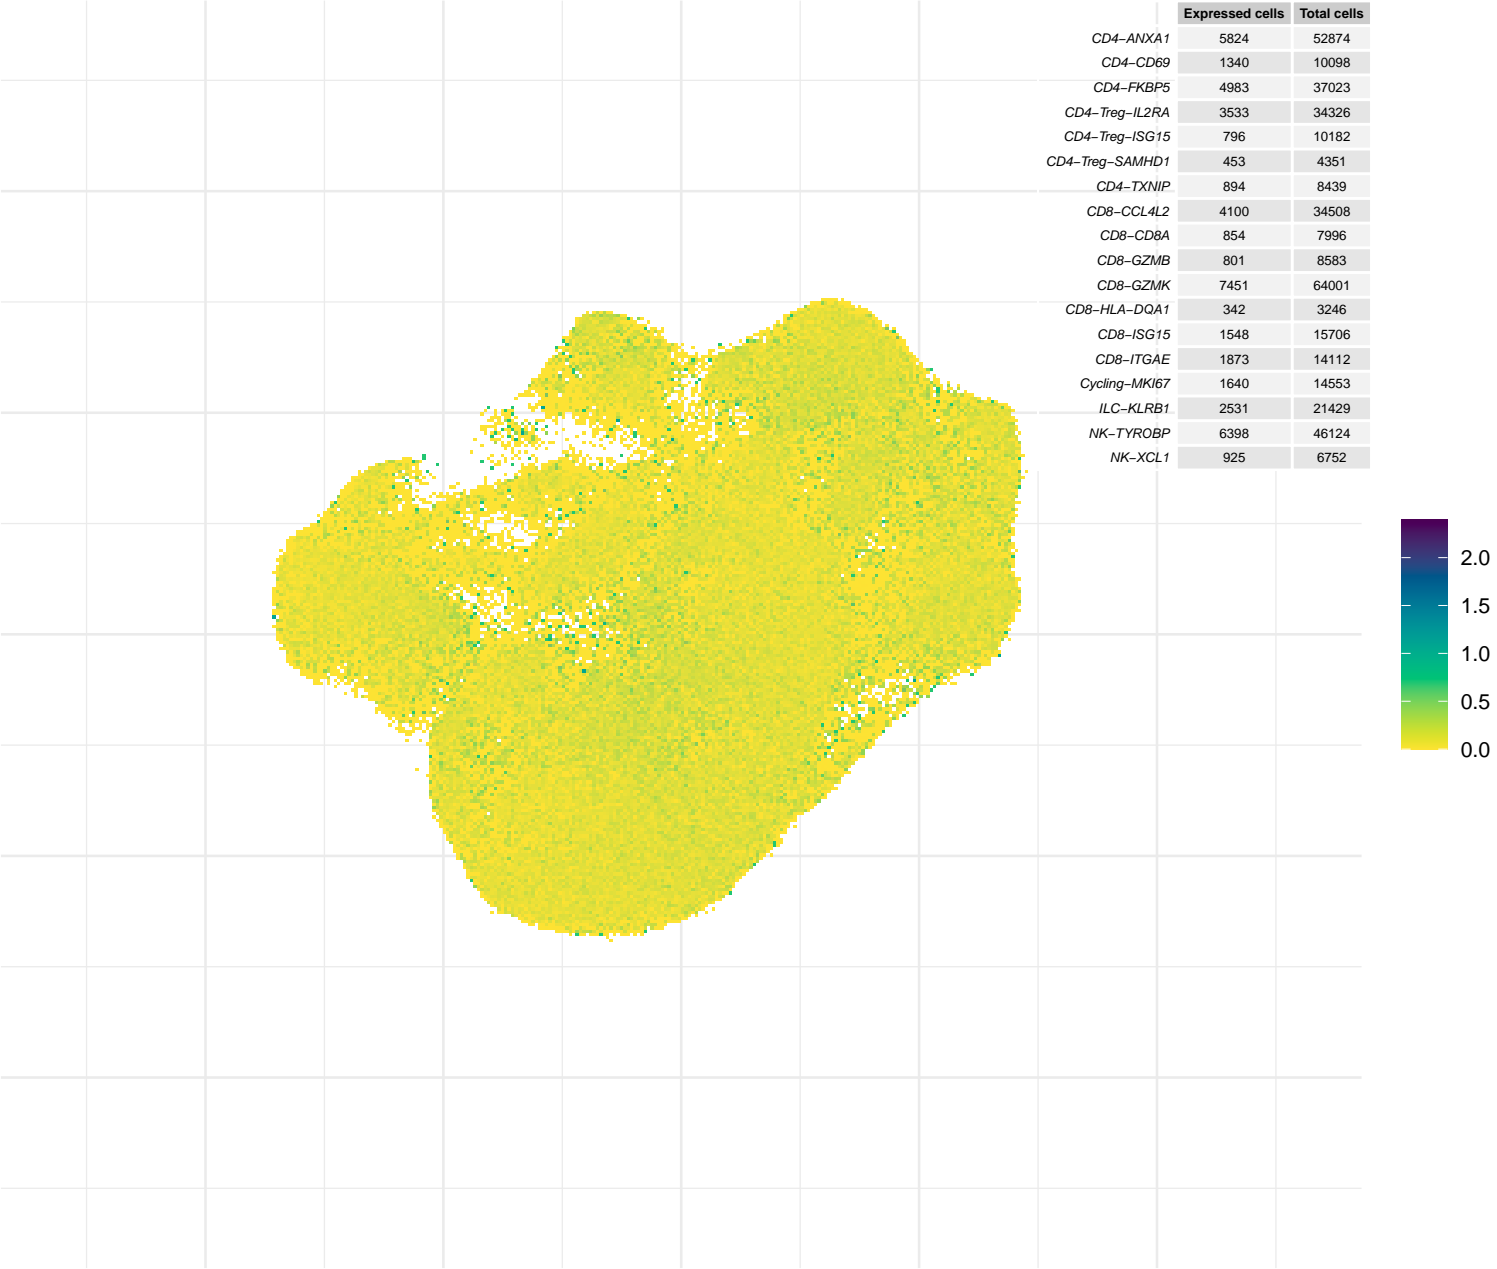 Expressed cells Total cells
CD4−ANXA1 5824 52874
CD4−CD69 1340 10098
CD4−FKBP5 4983 37023
CD4−Treg−IL2RA 3533 34326
CD4−Treg−ISG15 796 10182
CD4−Treg−SAMHD1 453 4351
CD4−TXNIP 894 8439
CD8−CCL4L2 4100 34508
CD8−CD8A 854 7996
CD8−GZMB 801 8583
CD8−GZMK 7451 64001
CD8−HLA−DQA1 342 3246
CD8−ISG15 1548 15706
CD8−ITGAE 1873 14112
Cycling−MKI67 1640 14553
ILC−KLRB1 2531 21429
NK−TYROBP 6398 46124
NK−XCL1 925 6752
2.0
1.5
1.0
0.5
0.0